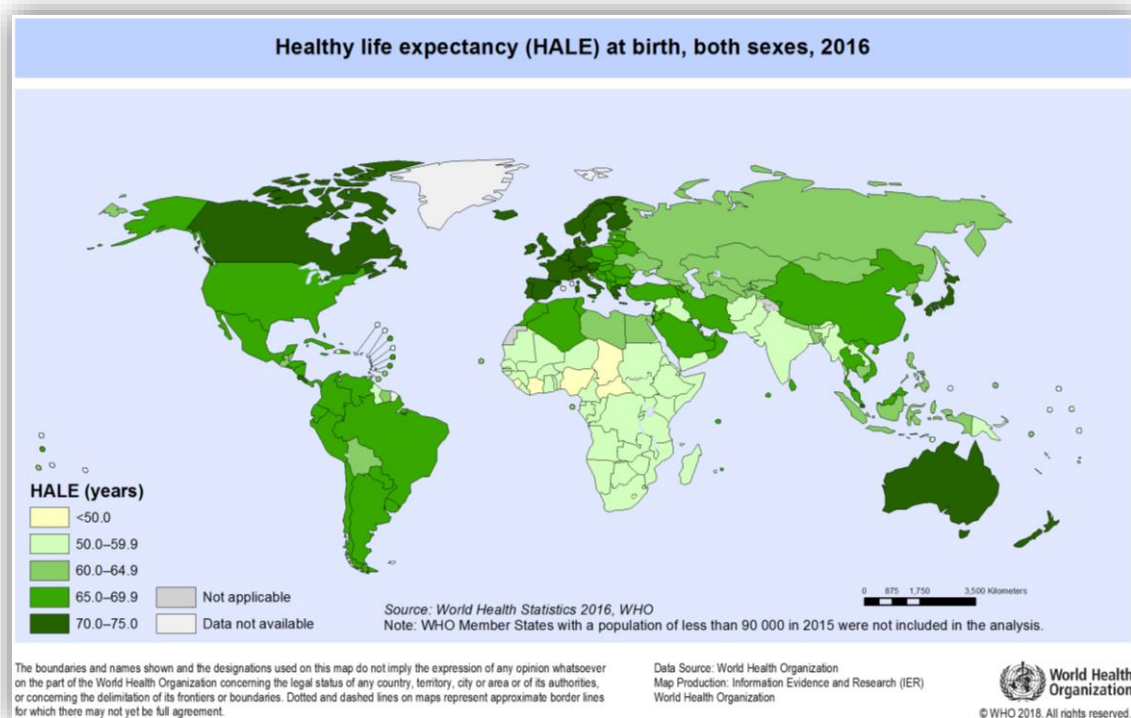 Healthy life expectancy (HALE) at birth, both sexes, 2016
HALE (years)
<50.0
50.0–59.9
60.0–64.9
65.0–69.9
70.0–75.0
Not applicable
Data not available
Source: World Health Statistics 2016, WHO
Note: WHO Member States with a population of less than 90 000 in 2015 were not included in the analysis.
0 875 1,750 3,500 Kilometers
The boundaries and names shown and the designations used on this map do not imply the expression of any opinion whatsoever
on the part of the World Health Organization concerning the legal status of any country, territory, city or area or of its authorities,
or concerning the delimitation of its frontiers or boundaries. Dotted and dashed lines on maps represent approximate border lines
for which there may not yet be full agreement.
Data Source: World Health Organization
Map Production: Information Evidence and Research (IER)
World Health Organization
World Health
Organization
© WHO 2018. All rights reserved.